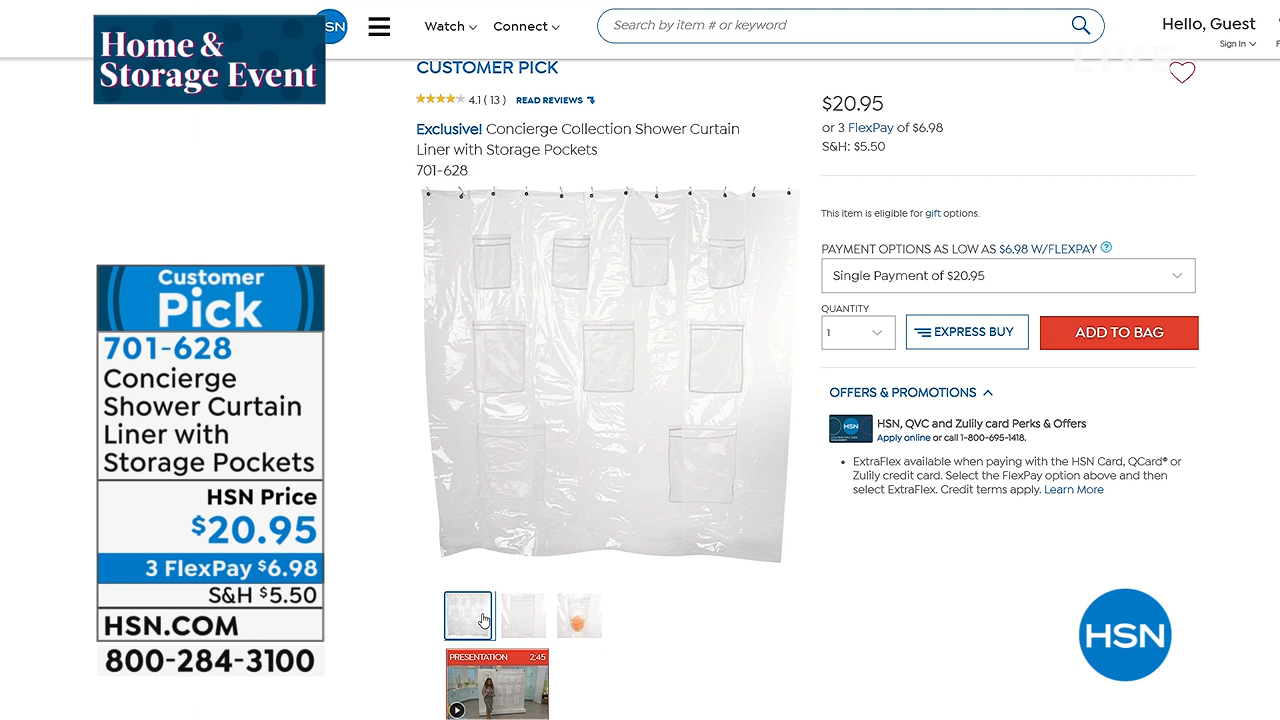 Home &
Storage Event
HSN
Watch
Connect
Search by item # or keyword
Hello, Guest
Sign In
LIVE
CUSTOMER PICK
4.1 ( 13 ) READ REVIEWS
Exclusive! Concierge Collection Shower Curtain
Liner with Storage Pockets
701-628
$20.95
or 3 FlexPay of $6.98
S&H: $5.50
This item is eligible for gift options.
PAYMENT OPTIONS AS LOW AS $6.98 W/FLEXPAY ?
Single Payment of $20.95
QUANTITY
1
EXPRESS BUY
ADD TO BAG
OFFERS & PROMOTIONS
HSN
HSN, QVC and Zulily card Perks & Offers
Apply online or call 1-800-695-1418.
• ExtraFlex available when paying with the HSN Card, QCard® or
Zulily credit card. Select the FlexPay option above and then
select ExtraFlex. Credit terms apply. Learn More
Customer
Pick
701-628
Concierge
Shower Curtain
Liner with
Storage Pockets
HSN Price
$20.95
3 FlexPay $6.98
S&H $5.50
HSN.COM
800-284-3100
PRESENTATION 2:45
HSN